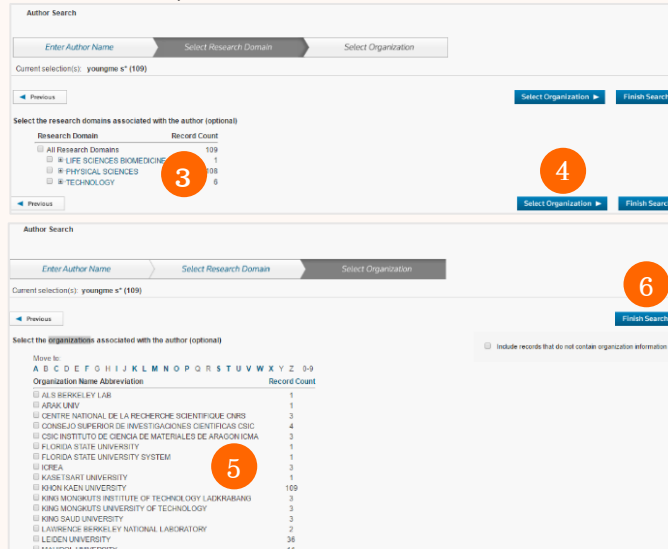 Author Search
Enter Author Name Select Research Domain Select Organization
Current selection(s): youngme s* (109)
Previous Select Organization Finish Search
Select the research domains associated with the author (optional)
Research Domain Record Count
All Research Domains 109
LIFE SCIENCES BIOMEDICINE 1
PHYSICAL SCIENCES 108
TECHNOLOGY 6
3
4
Previous Select Organization Finish Searc
Author Search
Enter Author Name Select Research Domain Select Organization
Current selection(s): youngme s* (109)
6
Previous Finish Search
Select the organizations associated with the author (optional)
Include records that do not contain organization information
Move to:
A B C D E F G H I J K L M N O P Q R S T U V W X Y Z 0-9
Organization Name Abbreviation Record Count
ALS BERKELEY LAB 1
ARAK UNIV 1
CENTRE NATIONAL DE LA RECHERCHE SCIENTIFIQUE CNRS 3
CONSEJO SUPERIOR DE INVESTIGACIONES CIENTIFICAS CSIC 4
CSIC INSTITUTO DE CIENCIA DE MATERIALES DE ARAGON ICMA 3
FLORIDA STATE UNIVERSITY 1
FLORIDA STATE UNIVERSITY SYSTEM 1
ICREA 3
KASETSART UNIVERSITY 1
5
KHON KAEN UNIVERSITY 109
KING MONGKUTS INSTITUTE OF TECHNOLOGY LADKRABANG 3
KING MONGKUTS UNIVERSITY OF TECHNOLOGY 3
KING SAUD UNIVERSITY 3
LAWRENCE BERKELEY NATIONAL LABORATORY 2
LEIDEN UNIVERSITY 36